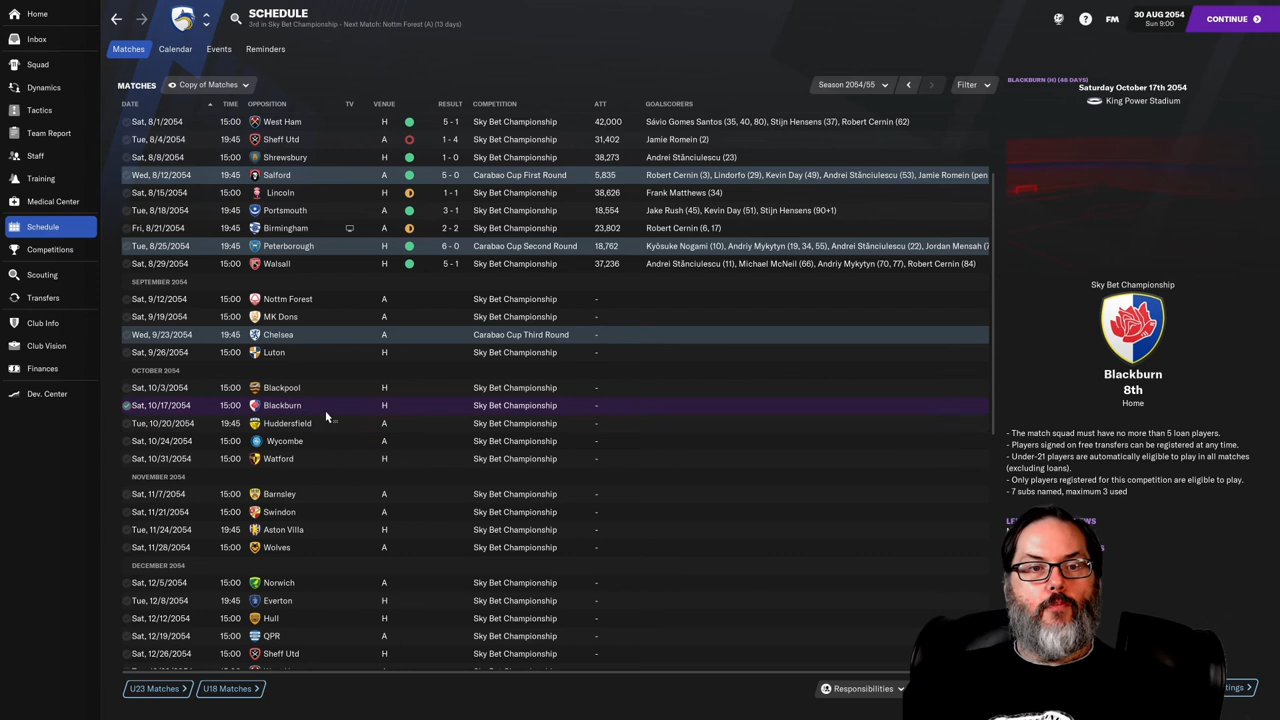 Home
Inbox
Squad
Dynamics
Tactics
Team Report
Staff
Training
Medical Center
Schedule
Competitions
Scouting
Transfers
Club Info
Club Vision
Finances
Dev. Center
SCHEDULE
3rd in Sky Bet Championship - Next Match: Nottm Forest (A) (13 days)
FM
30 AUG 2054
SUN 9:00
CONTINUE
Matches Calendar Events Reminders
MATCHES Copy of Matches Season 2054/55 Filter
DATE TIME OPPOSITION TV VENUE RESULT COMPETITION ATT GOALSCORERS
Sat, 8/1/2054 15:00 West Ham H 5 - 1 Sky Bet Championship 42,000 Sávio Gomes Santos (35, 40, 80), Stijn Hensens (37), Robert Cernin (62)
Tue, 8/4/2054 19:45 Sheff Utd A 1 - 4 Sky Bet Championship 31,402 Jamie Romein (2)
Sat, 8/8/2054 15:00 Shrewsbury H 1 - 0 Sky Bet Championship 38,273 Andrei Stănciulescu (23)
Wed, 8/12/2054 19:45 Salford A 5 - 0 Carabao Cup First Round 5,835 Robert Cernin (3), Lindorfo (29), Kevin Day (49), Andrei Stănciulescu (53), Jamie Romein (pen
Sat, 8/15/2054 15:00 Lincoln H 1 - 1 Sky Bet Championship 38,626 Frank Matthews (34)
Tue, 8/18/2054 19:45 Portsmouth A 3 - 1 Sky Bet Championship 18,554 Jake Rush (45), Kevin Day (51), Stijn Hensens (90+1)
Fri, 8/21/2054 19:45 Birmingham A 2 - 2 Sky Bet Championship 23,802 Robert Cernin (6, 17)
Tue, 8/25/2054 19:45 Peterborough H 6 - 0 Carabao Cup Second Round 18,762 Kyōsuke Nogami (10), Andriy Mykytyn (19, 34, 55), Andrei Stănciulescu (22), Jordan Mensah (7
Sat, 8/29/2054 15:00 Walsall H 5 - 1 Sky Bet Championship 37,236 Andrei Stănciulescu (11), Michael McNeil (66), Andriy Mykytyn (70, 77), Robert Cernin (84)
SEPTEMBER 2054
Sat, 9/12/2054 15:00 Nottm Forest A Sky Bet Championship -
Sat, 9/19/2054 15:00 MK Dons A Sky Bet Championship -
Wed, 9/23/2054 19:45 Chelsea A Carabao Cup Third Round -
Sat, 9/26/2054 15:00 Luton H Sky Bet Championship -
OCTOBER 2054
Sat, 10/3/2054 15:00 Blackpool H Sky Bet Championship -
Sat, 10/17/2054 15:00 Blackburn H Sky Bet Championship -
Tue, 10/20/2054 19:45 Huddersfield A Sky Bet Championship -
Sat, 10/24/2054 15:00 Wycombe A Sky Bet Championship -
Sat, 10/31/2054 15:00 Watford H Sky Bet Championship -
NOVEMBER 2054
Sat, 11/7/2054 15:00 Barnsley A Sky Bet Championship -
Sat, 11/21/2054 15:00 Swindon A Sky Bet Championship -
Tue, 11/24/2054 19:45 Aston Villa H Sky Bet Championship -
Sat, 11/28/2054 15:00 Wolves A Sky Bet Championship -
DECEMBER 2054
Sat, 12/5/2054 15:00 Norwich A Sky Bet Championship -
Tue, 12/8/2054 19:45 Everton H Sky Bet Championship -
Sat, 12/12/2054 15:00 Hull H Sky Bet Championship -
Sat, 12/19/2054 15:00 QPR A Sky Bet Championship -
Sat, 12/26/2054 15:00 Sheff Utd H Sky Bet Championship -
U23 Matches U18 Matches Responsibilities
BLACKBURN (H) (48 DAYS)
Saturday October 17th 2054
King Power Stadium
Sky Bet Championship
Blackburn
8th
Home
- The match squad must have no more than 5 loan players.
- Players signed on free transfers can be registered at any time.
- Under-21 players are automatically eligible to play in all matches
(excluding loans).
- Only players registered for this competition are eligible to play.
- 7 subs named, maximum 3 used